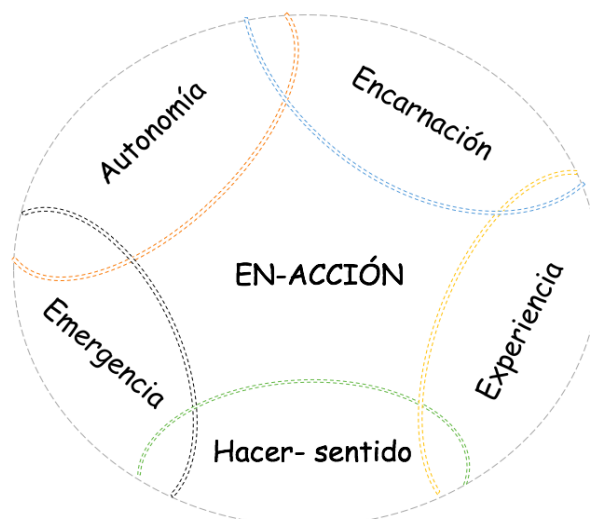 Autonomía
Encarnación
EN-ACCIÓN
Emergencia
Experiencia
Hacer- sentido